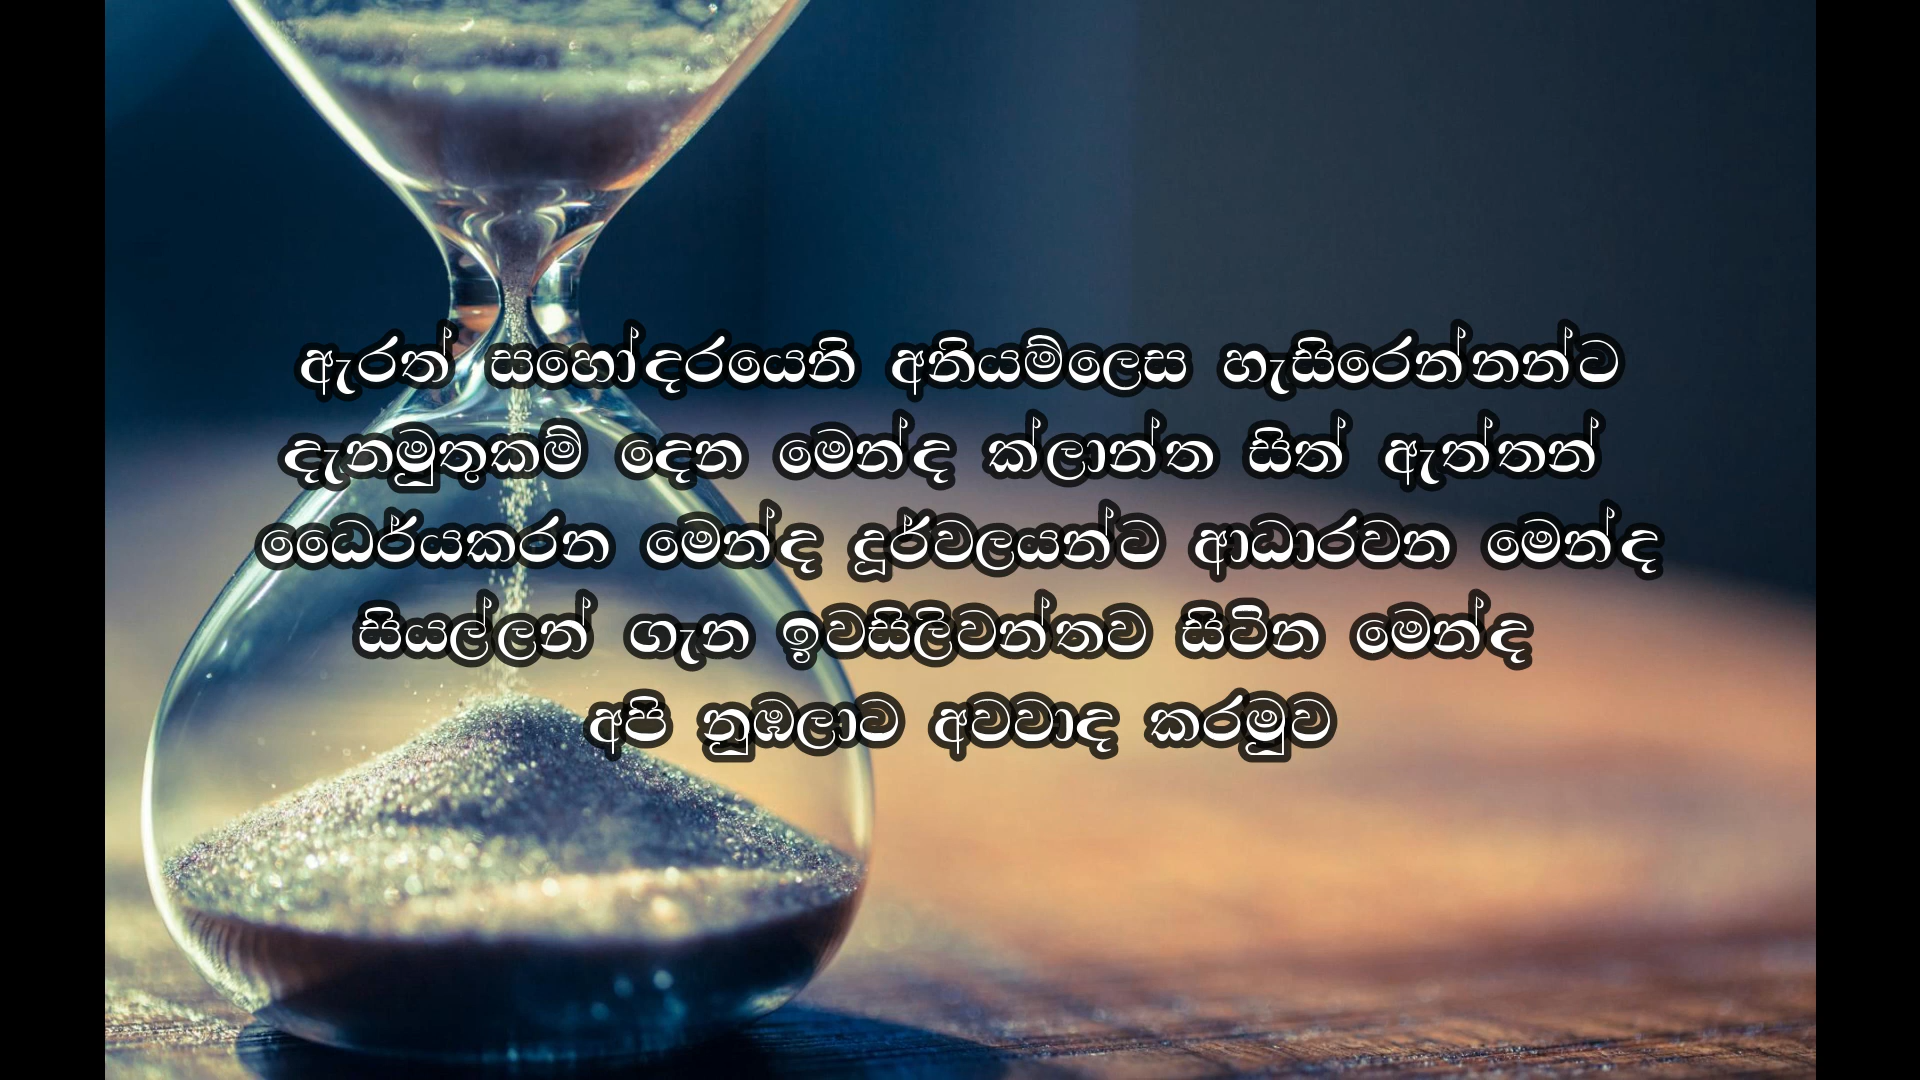 ඇරත් සහෝදරයෙනි අනියම්ලෙස හැසිරෙන්නන්ට
දැනමුතුකම් දෙන මෙන්ද ක්ලාන්ත සිත් ඇත්තන්
ධෛර්යකරන මෙන්ද දූර්වලයන්ට ආධාරවන මෙන්ද
සියල්ලන් ගැන ඉවසිලිවන්තව සිටින මෙන්ද
අපි නුඹලාට අවවාද කරමුව